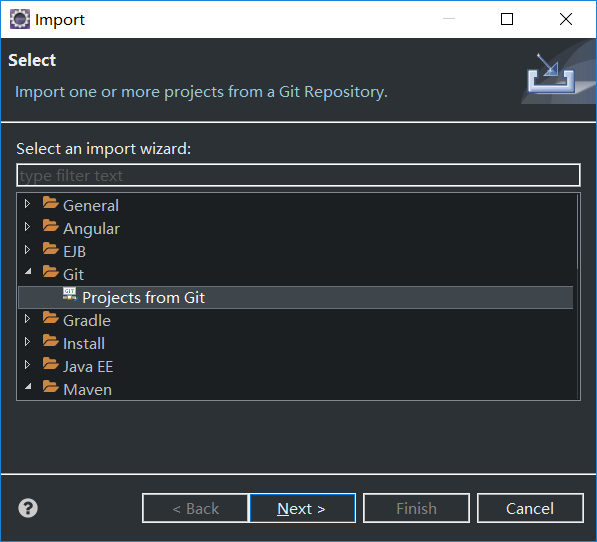 Import
Select
Import one or more projects from a Git Repository.
Select an import wizard:
type filter text
General
Angular
EJB
Git
GIT
Projects from Git
Gradle
Install
Java EE
Maven
?
< Back
Next >
Finish
Cancel